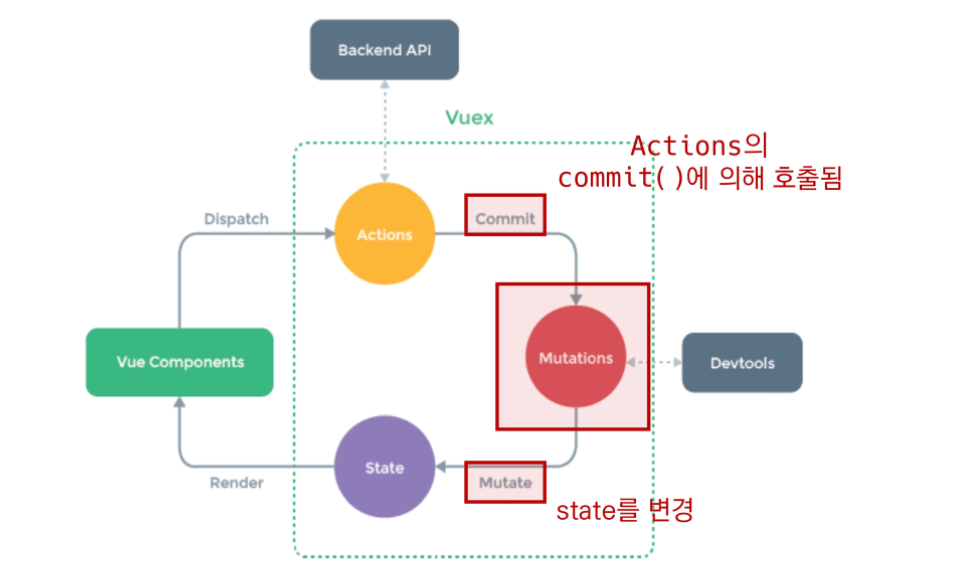 Backend API
Vuex
Actions의
commit()에 의해 호출됨
Dispatch
Actions
Commit
Vue Components
Mutations
Devtools
State
Render
Mutate
state를 변경